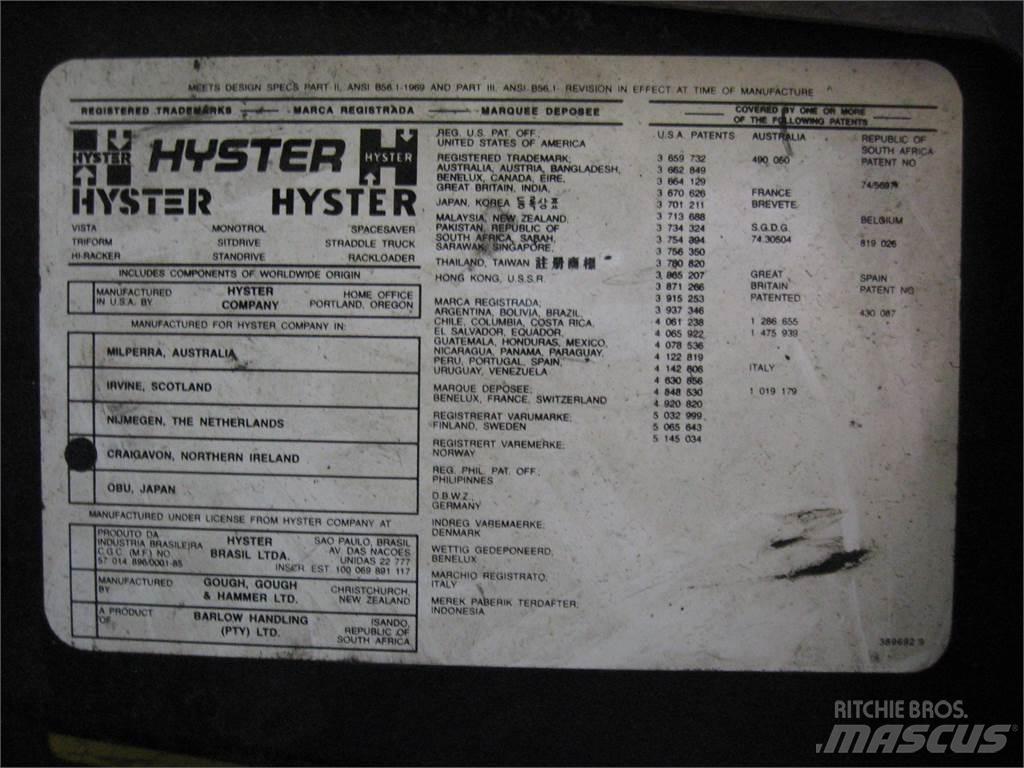 MEETS DESIGN SPECS PART II, ANSI B56.1-1969 AND PART III, ANSI B56.1- REVISION IN EFFECT AT TIME OF MANUFACTURE
REGISTERED TRADEMARKS — MARCA REGISTRADA — MARQUEE DEPOSEE
HYSTER HYSTER HYSTER
HYSTER HYSTER
VISTA MONOTROL SPACESAVER
TRIFORM SITDRIVE STRADDLE TRUCK
HI-RACKER STANDRIVE RACKLOADER
INCLUDES COMPONENTS OF WORLDWIDE ORIGIN
MANUFACTURED HYSTER HOME OFFICE
IN U.S.A. BY COMPANY PORTLAND, OREGON
MANUFACTURED FOR HYSTER COMPANY IN:
MILPERRA, AUSTRALIA
IRVINE, SCOTLAND
NIJMEGEN, THE NETHERLANDS
CRAIGAVON, NORTHERN IRELAND
OBU, JAPAN
MANUFACTURED UNDER LICENSE FROM HYSTER COMPANY AT
PRODUTO DA HYSTER SAO PAULO, BRASIL
INDUSTRIA BRASILEJRA BRASIL LTDA. AV DAS NACOES
C.G.C. (M.F.) NO. UNIDAS 22 777
57 014 896/0001-85 INSCR EST 100 069 891 117
MANUFACTURED GOUGH, GOUGH CHRISTCHURCH,
BY & HAMMER LTD. NEW ZEALAND
A PRODUCT BARLOW HANDLING ISANDO,
OF (PTY) LTD. REPUBLIC OF
SOUTH AFRICA
REG. U.S. PAT. OFF.
UNITED STATES OF AMERICA
REGISTERED TRADEMARK;
AUSTRALIA, AUSTRIA, BANGLADESH,
BENELUX, CANADA, EIRE,
GREAT BRITAIN, INDIA,
JAPAN, KOREA 등록상표
MALAYSIA, NEW ZEALAND,
PAKISTAN, REPUBLIC OF
SOUTH AFRICA, SABAH,
SARAWAK, SINGAPORE,
THAILAND, TAIWAN 註册商標
HONG KONG, U.S.S.R.
MARCA REGISTRADA;
ARGENTINA, BOLIVIA, BRAZIL,
CHILE, COLUMBIA, COSTA RICA,
EL SALVADOR, EQUADOR,
GUATEMALA, HONDURAS, MEXICO,
NICARAGUA, PANAMA, PARAGUAY,
PERU, PORTUGAL, SPAIN,
URUGUAY, VENEZUELA
MARQUE DEPOSEE;
BENELUX, FRANCE, SWITZERLAND
REGISTRERAT VARUMARKE;
FINLAND, SWEDEN
REGISTRERT VAREMERKE;
NORWAY
REG. PHIL. PAT. OFF.
PHILIPINNES
D.B.W.Z.,
GERMANY
INDREG VAREMAERKE;
DENMARK
WETTIG GEDEPONEERD,
BENELUX
MARCHIO REGISTRATO,
ITALY
MEREK PABERIK TERDAFTER,
INDONESIA
COVERED BY ONE OR MORE
OF THE FOLLOWING PATENTS
U.S.A. PATENTS
3 659 732
3 662 849
3 664 129
3 670 626
3 701 211
3 713 688
3 734 324
3 754 894
3 756 350
3 780 820
3 865 207
3 871 266
3 915 253
3 937 346
4 061 238
4 065 922
4 078 536
4 122 819
4 142 606
4 630 856
4 848 530
4 920 820
5 032 999
5 065 643
5 145 034
AUSTRALIA
490 060
FRANCE
BREVETE
S.G.D.G.
74.30504
GREAT
BRITAIN
PATENTED
1 286 655
1 475 939
ITALY
1 019 179
REPUBLIC OF
SOUTH AFRICA
PATENT NO
BELGIUM
819 026
SPAIN
PATENT NO
430 087
389692 9
RITCHIE BROS.
MASCUS